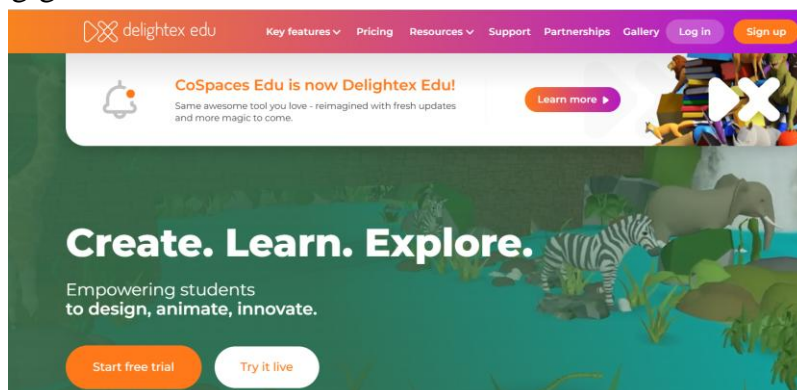 delightex edu
Key features
Pricing
Resources
Support
Partnerships
Gallery
Log in
Sign up
CoSpaces Edu is now Delightex Edu!
Same awesome tool you love - reimagined with fresh updates
and more magic to come.
Learn more
Create. Learn. Explore.
Empowering students
to design, animate, innovate.
Start free trial
Try it live